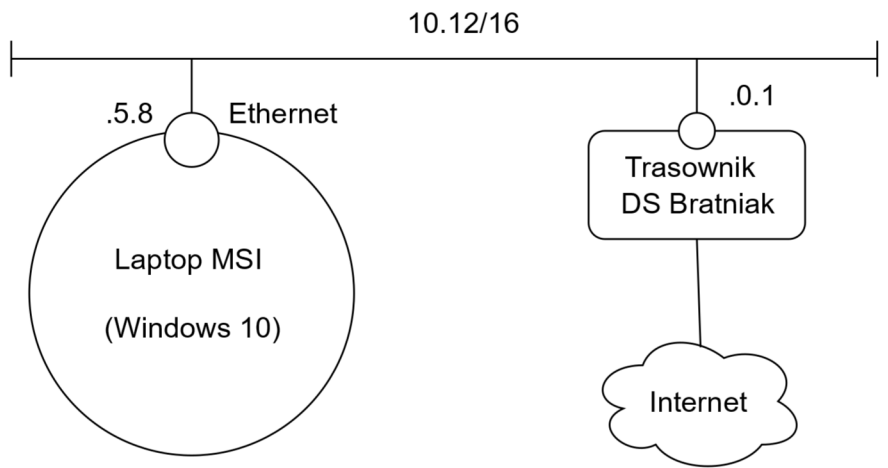 10.12/16
.5.8
Ethernet
.0.1
Trasownik
DS Bratniak
Laptop MSI
(Windows 10)
Internet